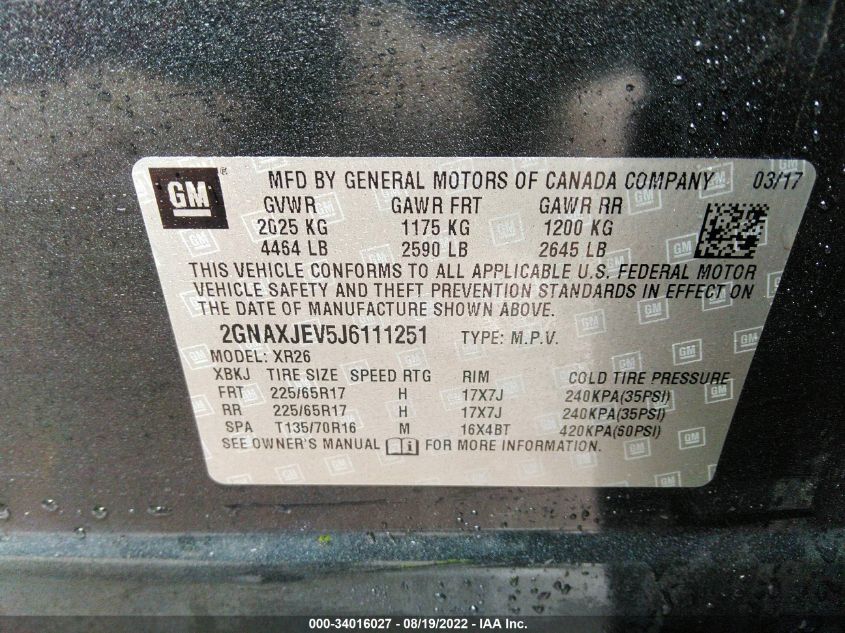 GM ® MFD BY GENERAL MOTORS OF CANADA COMPANY 03/17
GVWR GAWR FRT GAWR RR
2025 KG 1175 KG 1200 KG
4464 LB 2590 LB 2645 LB
THIS VEHICLE CONFORMS TO ALL APPLICABLE U.S. FEDERAL MOTOR
VEHICLE SAFETY AND THEFT PREVENTION STANDARDS IN EFFECT ON
THE DATE OF MANUFACTURE SHOWN ABOVE.
2GNAXJEV5J6111251 TYPE: M.P.V.
MODEL: XR26
XBKJ TIRE SIZE SPEED RTG RIM COLD TIRE PRESSURE
FRT 225/65R17 H 17X7J 240KPA(35PSI)
RR 225/65R17 H 17X7J 240KPA(35PSI)
SPA T135/70R16 M 16X4BT 420KPA(60PSI)
SEE OWNER'S MANUAL i FOR MORE INFORMATION.
000-34016027 - 08/19/2022 - IAA Inc.